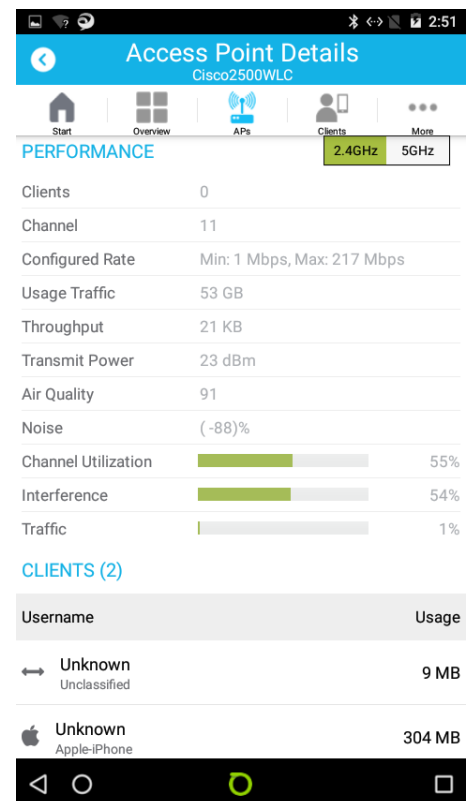 2:51
Access Point Details
Cisco2500WLC
Start Overview APs Clients More
PERFORMANCE 2.4GHz 5GHz
Clients 0
Channel 11
Configured Rate Min: 1 Mbps, Max: 217 Mbps
Usage Traffic 53 GB
Throughput 21 KB
Transmit Power 23 dBm
Air Quality 91
Noise ( -88)%
Channel Utilization 55%
Interference 54%
Traffic 1%
CLIENTS (2)
Username Usage
Unknown 9 MB
Unclassified
Unknown 304 MB
Apple-iPhone